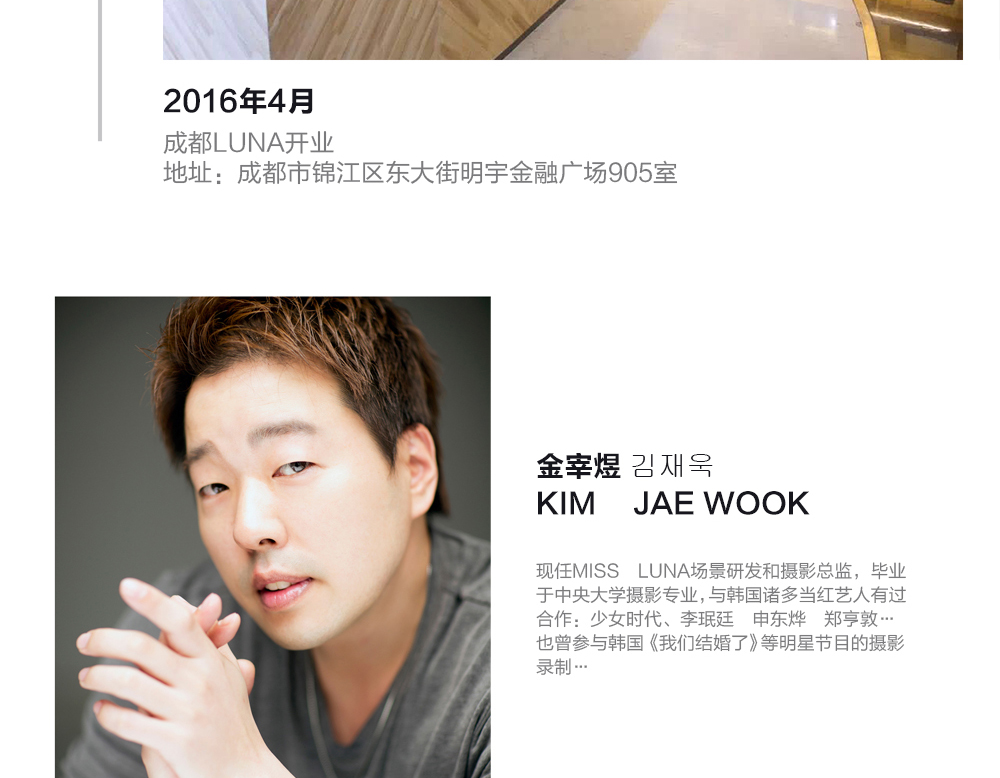 2016年4月
成都LUNA开业
地址：成都市锦江区东大街明宇金融广场905室
金宰煜 김재욱
KIM JAE WOOK
现任MISS LUNA场景研发和摄影总监，毕业
于中央大学摄影专业，与韩国诸多当红艺人有过
合作：少女时代、李珉廷 申东烨 郑亨敦…
也曾参与韩国《我们结婚了》等明星节目的摄影
录制…